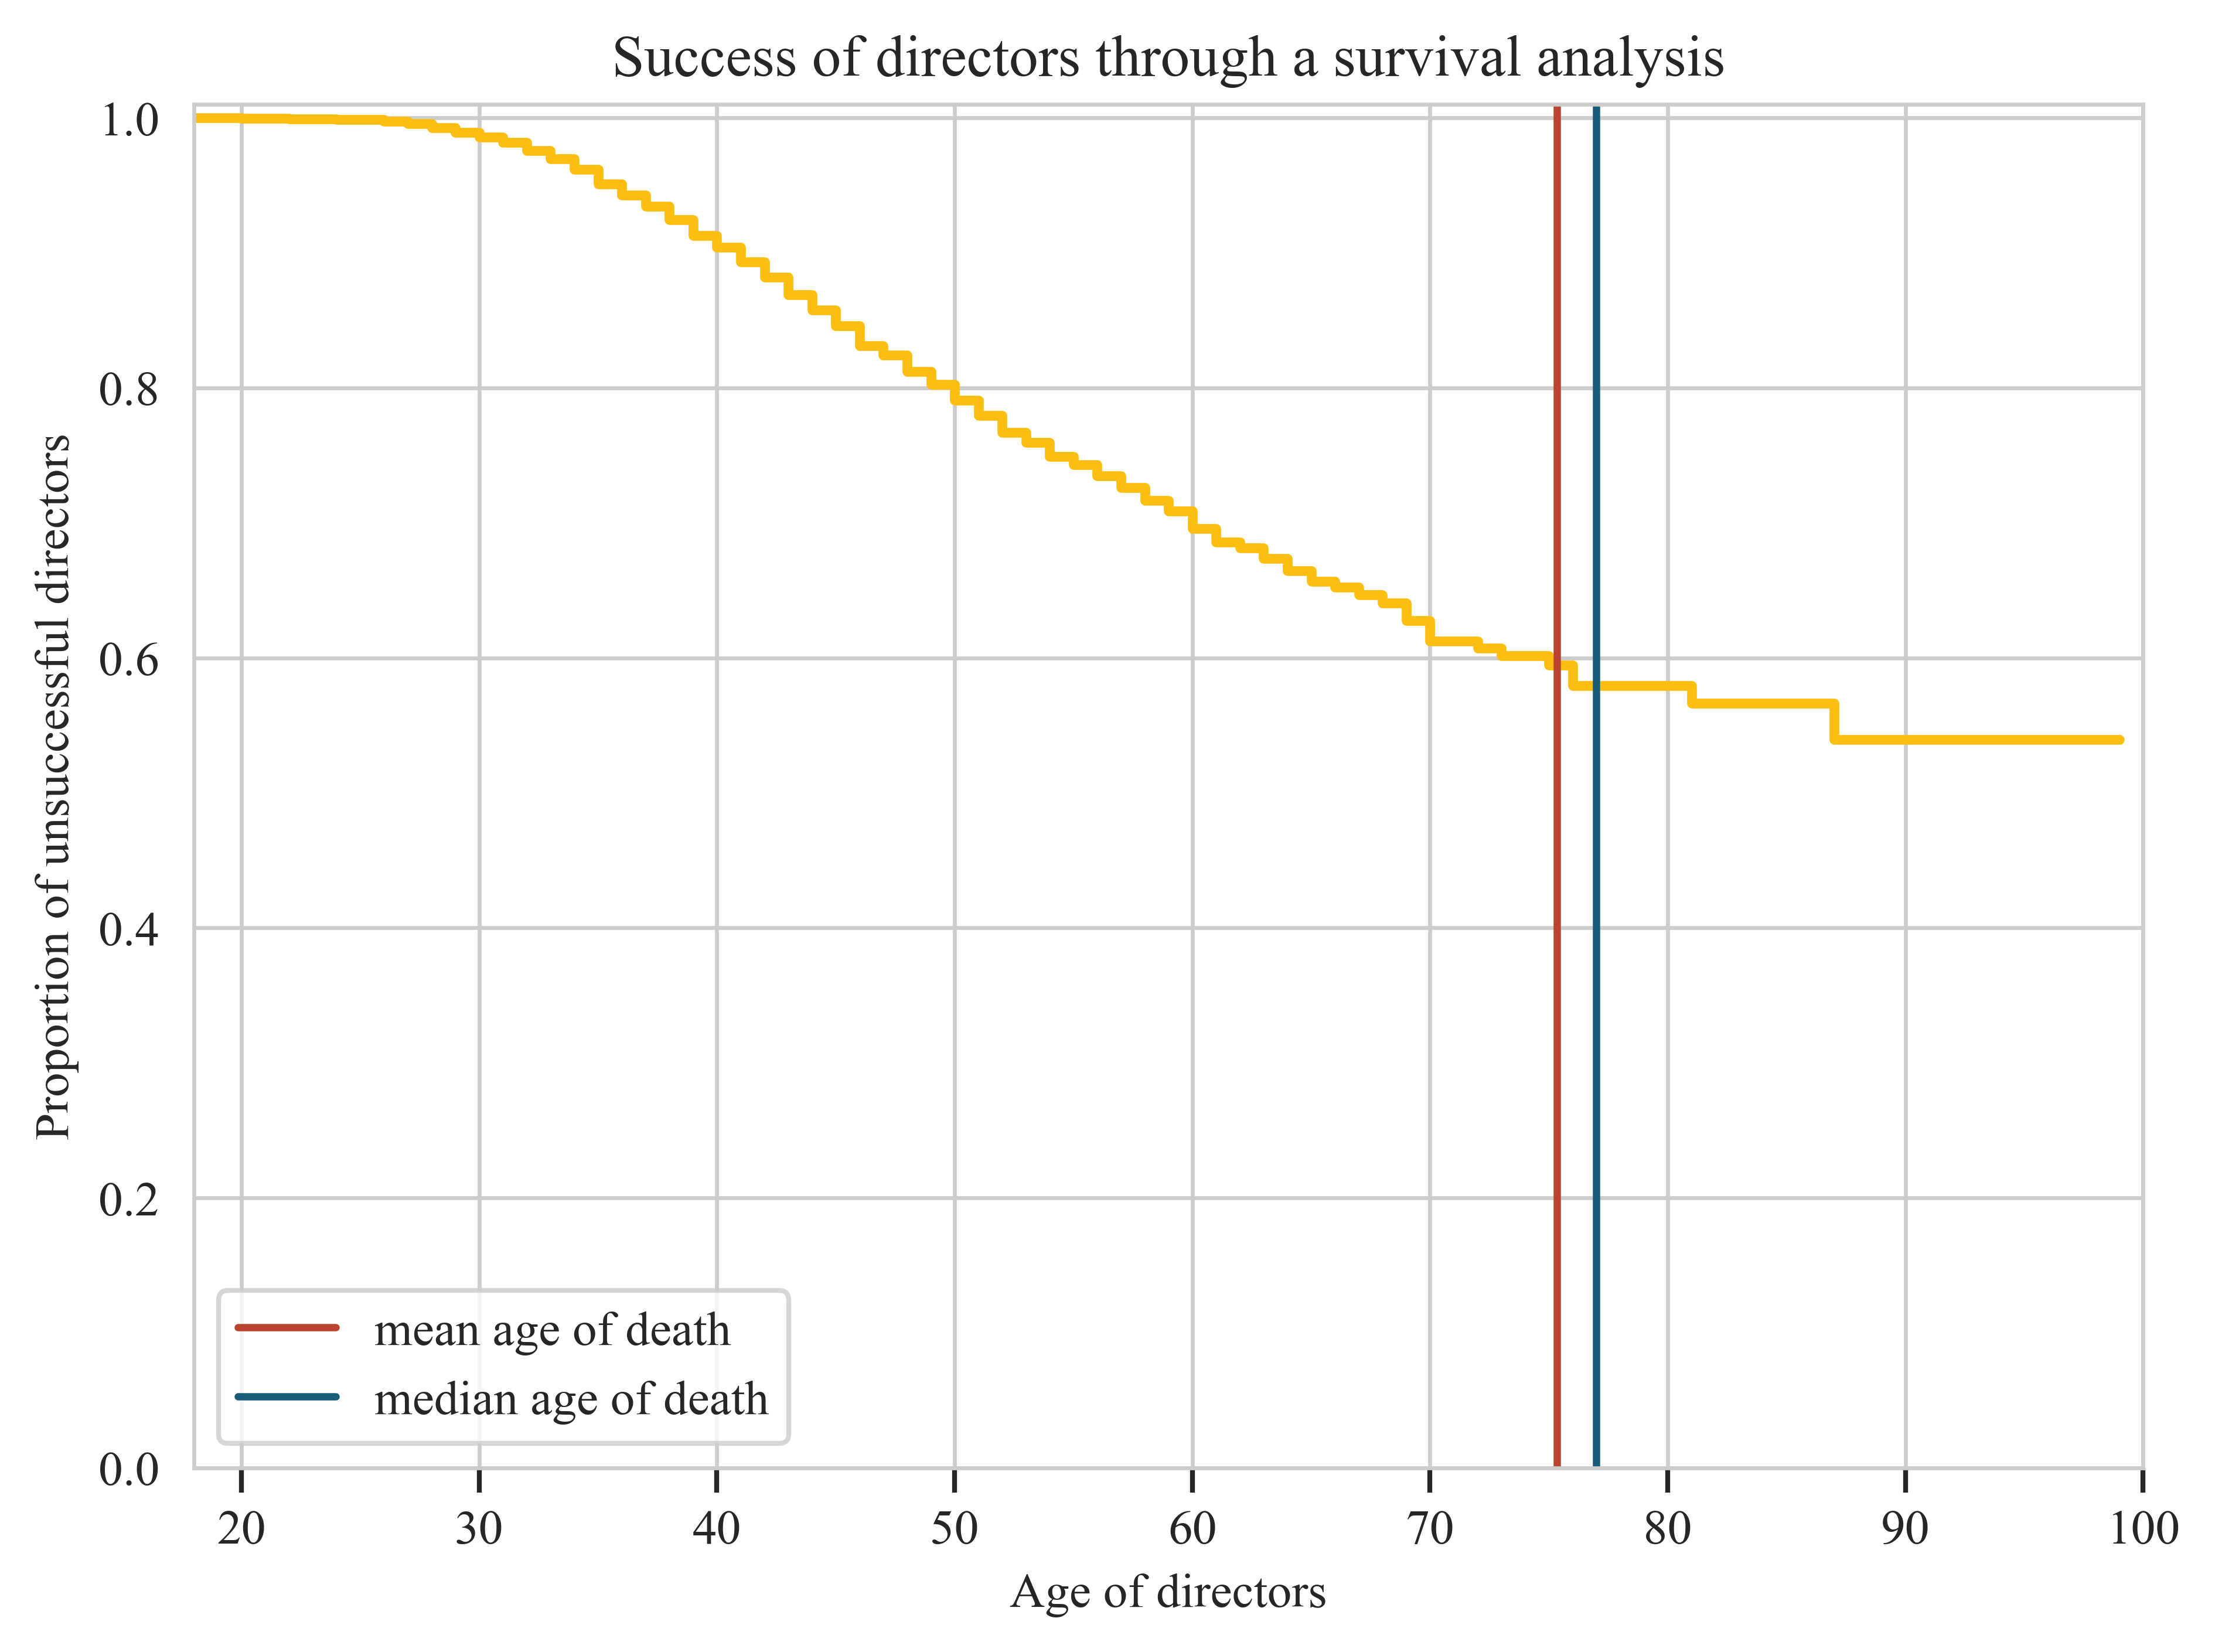 Success of directors through a survival analysis
Proportion of unsuccessful directors
1.0
0.8
0.6
0.4
0.2
0.0
mean age of death
median age of death
20 30 40 50 60 70 80 90 100
Age of directors